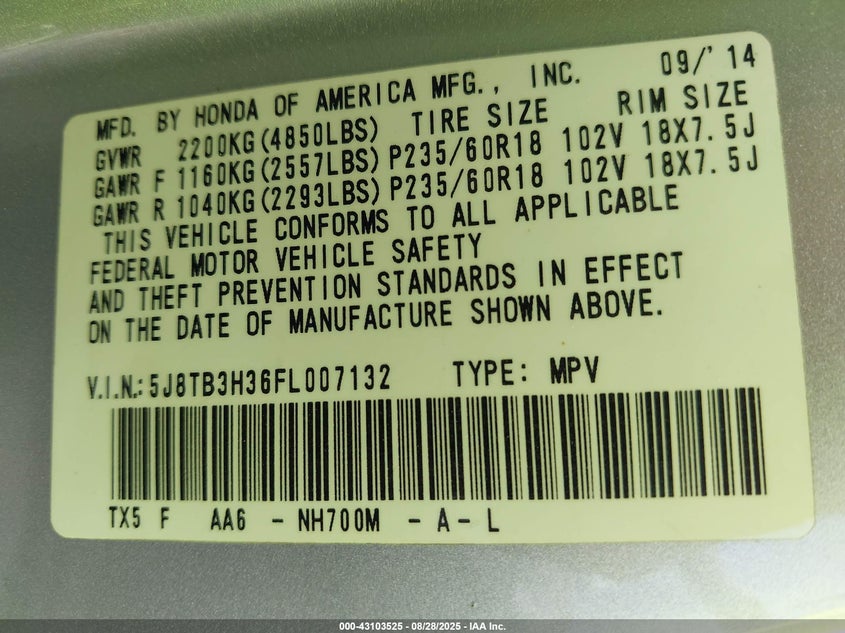 MFD. BY HONDA OF AMERICA MFG., INC. 09/'14
GVWR 2200KG(4850LBS) TIRE SIZE RIM SIZE
GAWR F 1160KG(2557LBS) P235/60R18 102V 18X7.5J
GAWR R 1040KG(2293LBS) P235/60R18 102V 18X7.5J
THIS VEHICLE CONFORMS TO ALL APPLICABLE
FEDERAL MOTOR VEHICLE SAFETY
AND THEFT PREVENTION STANDARDS IN EFFECT
ON THE DATE OF MANUFACTURE SHOWN ABOVE.
V.I.N.: 5J8TB3H36FL007132 TYPE: MPV
TX5 F AA6 - NH700M - A - L
000-43103525 - 08/28/2025 - IAA Inc.